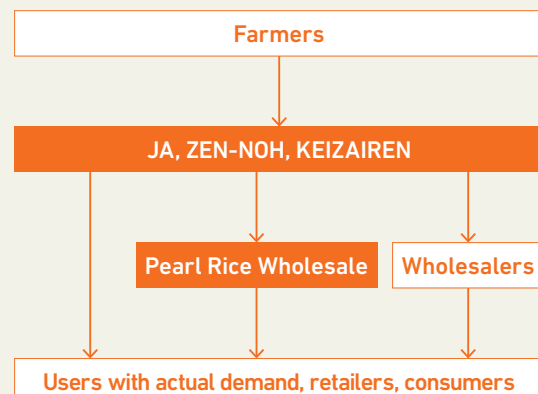 Farmers
JA, ZEN-NOH, KEIZAIREN
Pearl Rice Wholesale
Wholesalers
Users with actual demand, retailers, consumers